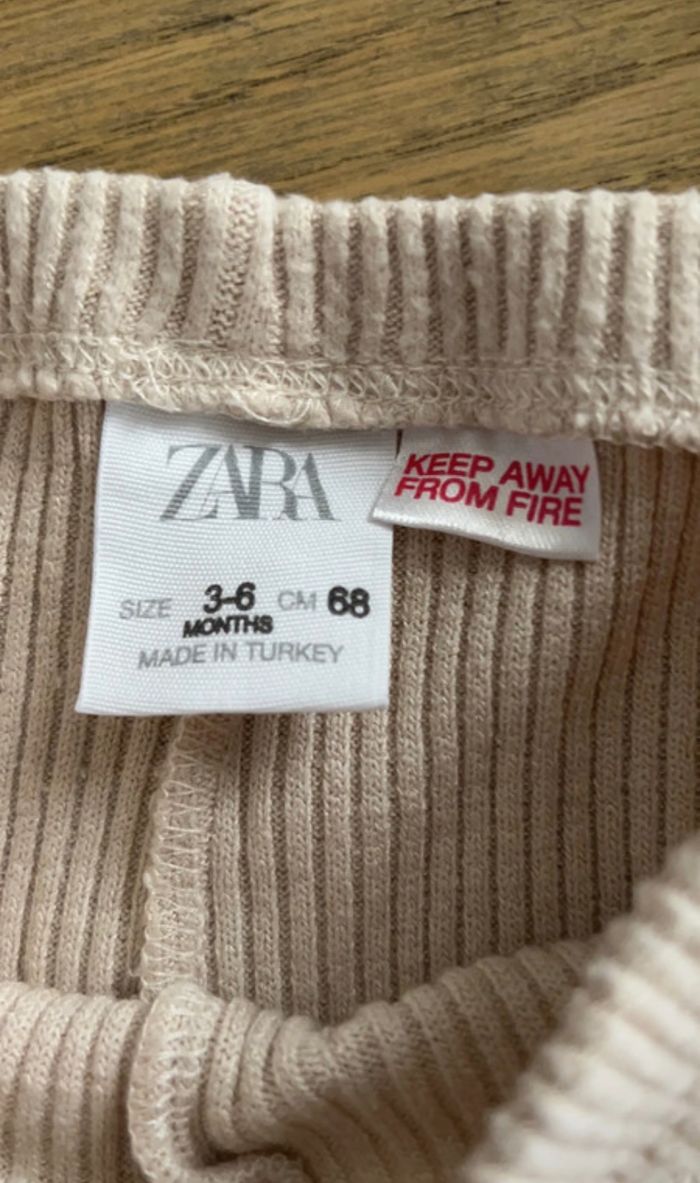 ZARA
SIZE 3-6 MONTHS CM 68
MADE IN TURKEY
KEEP AWAY
FROM FIRE